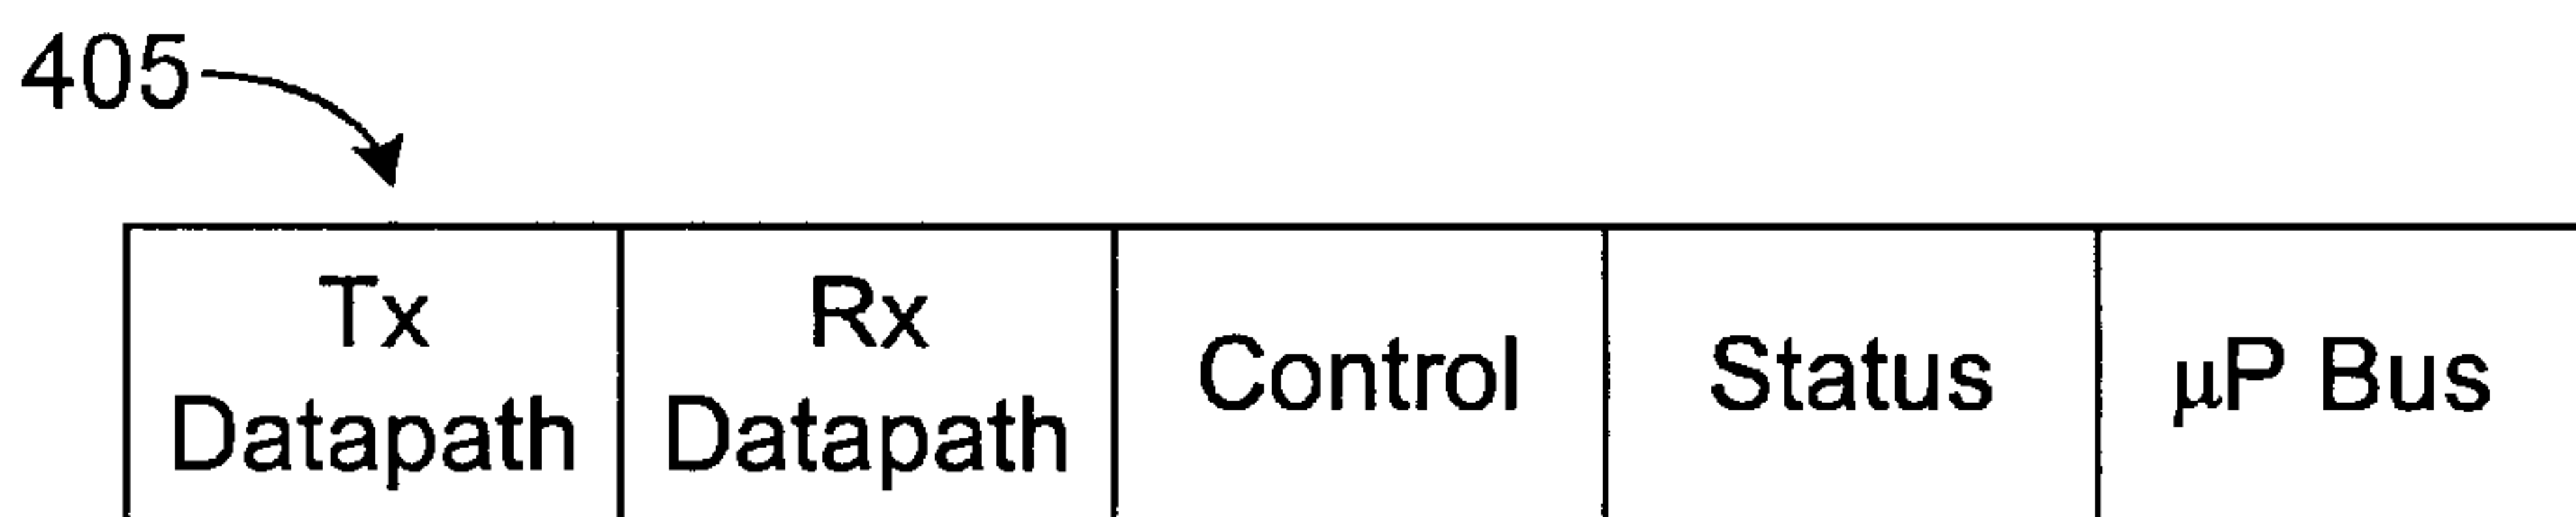 405
Tx
Datapath
Rx
Datapath
Control
Status
μP Bus